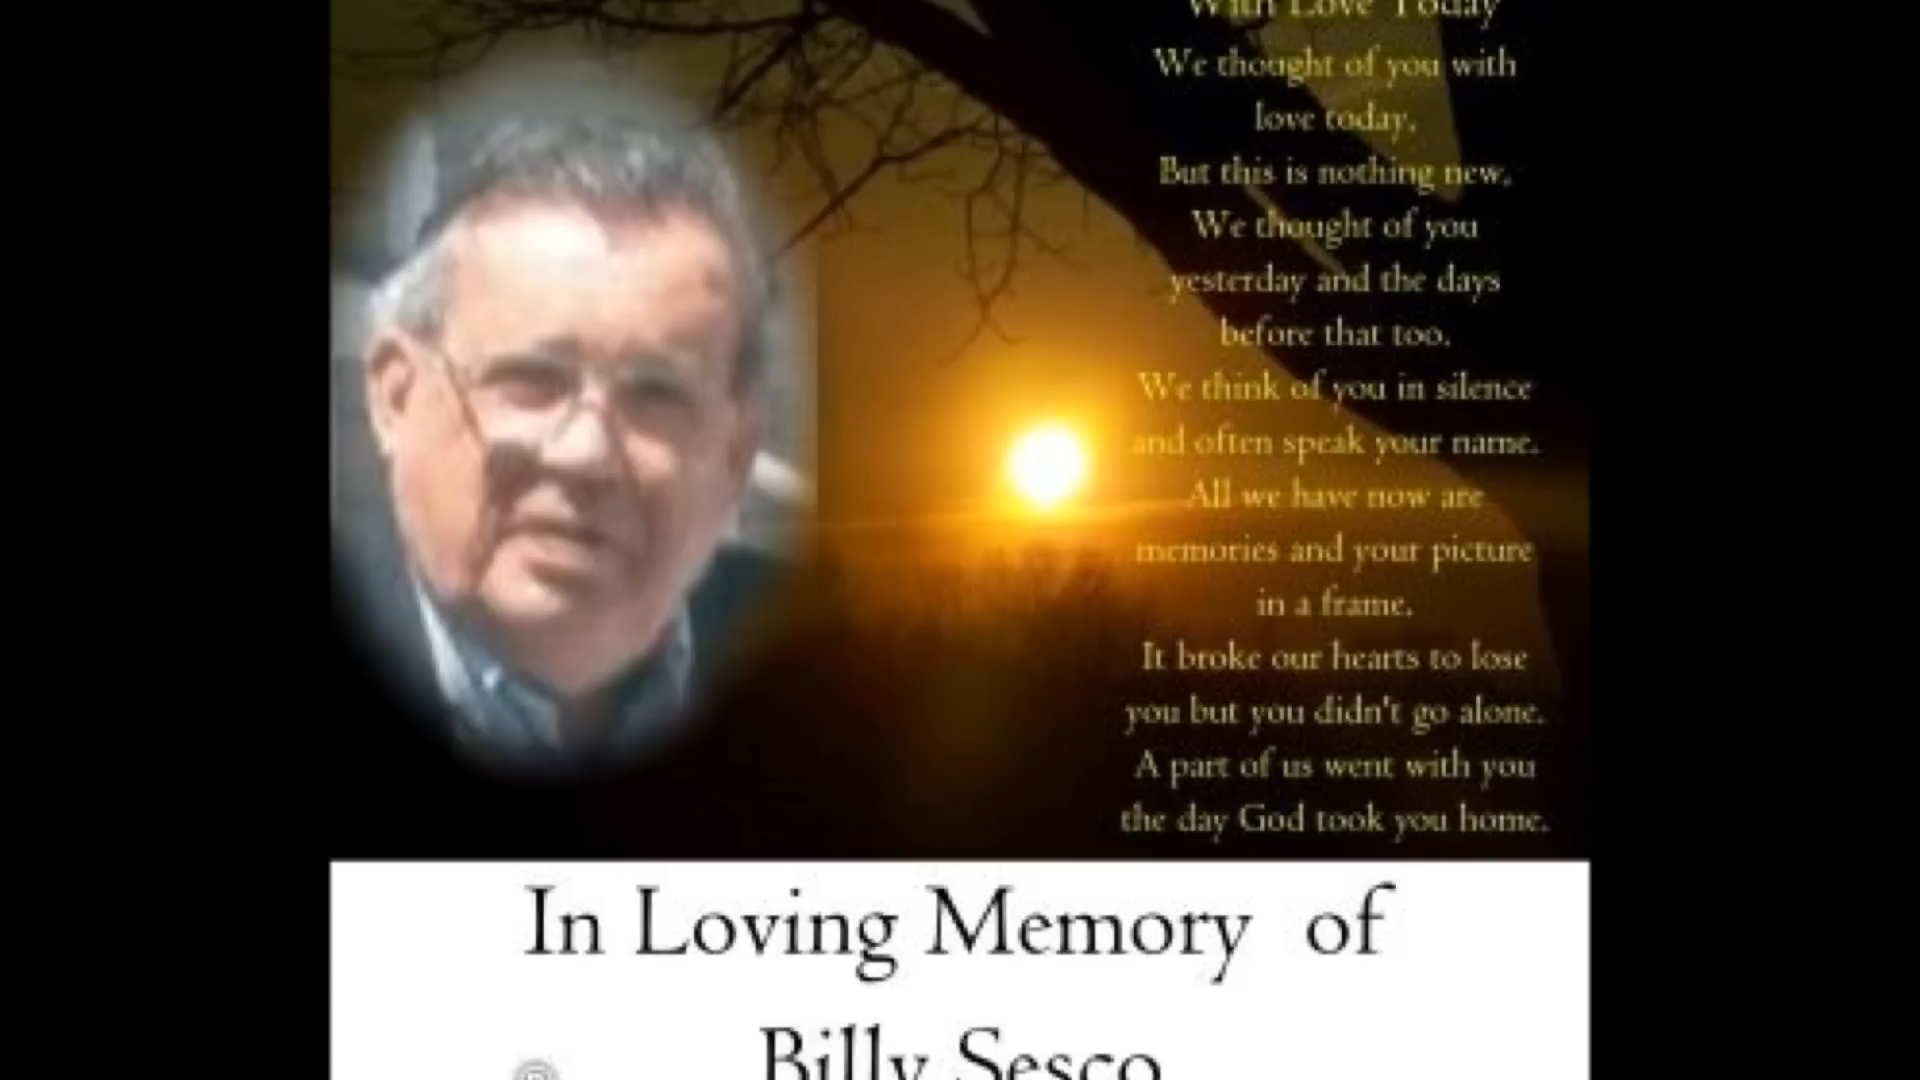 With Love Today
We thought of you with
love today,
But this is nothing new,
We thought of you
yesterday and the days
before that too.
We think of you in silence
and often speak your name.
All we have now are
memories and your picture
in a frame.
It broke our hearts to lose
you but you didn't go alone.
A part of us went with you
the day God took you home.
In Loving Memory of
Billy Sesco